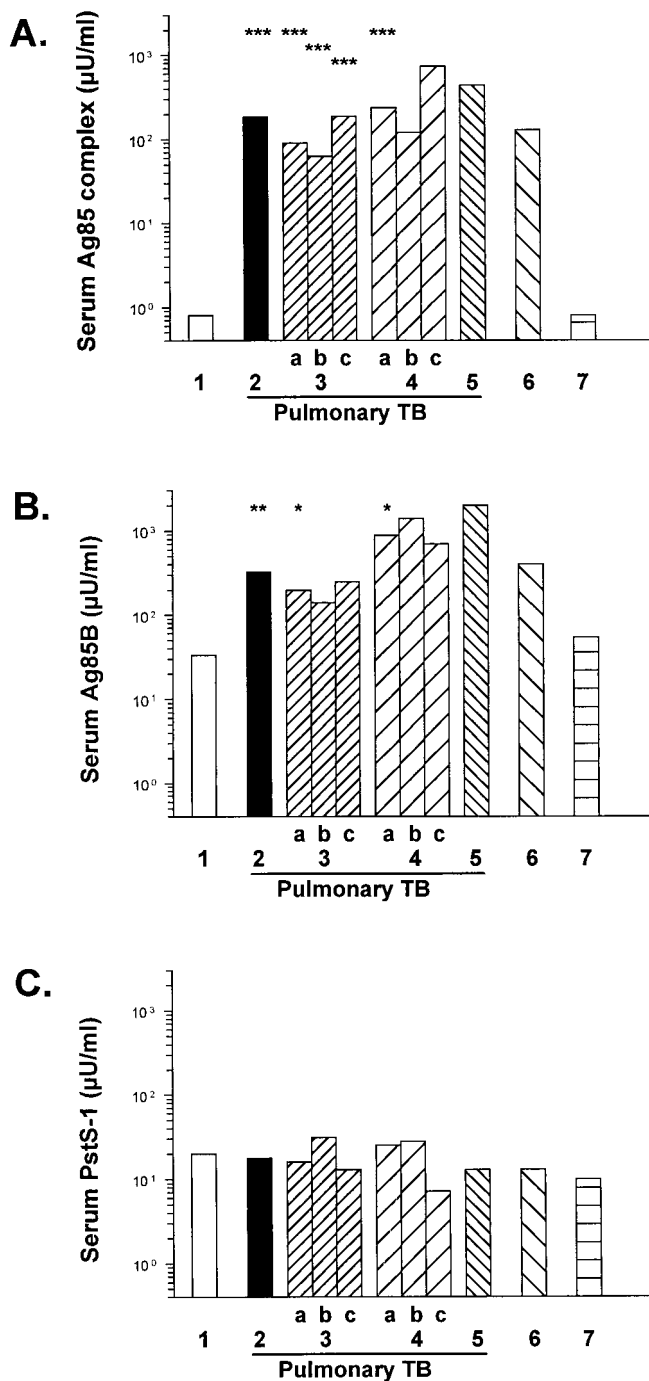 A.
Serum Ag85 complex (µU/ml)
10³
10²
10¹
10⁰
*** *** *** *** ***
a b c a b c
1 2 3 4 5 6 7
Pulmonary TB
B.
Serum Ag85B (µU/ml)
10³
10²
10¹
10⁰
** * *
a b c a b c
1 2 3 4 5 6 7
Pulmonary TB
C.
Serum PstS-1 (µU/ml)
10³
10²
10¹
10⁰
a b c a b c
1 2 3 4 5 6 7
Pulmonary TB